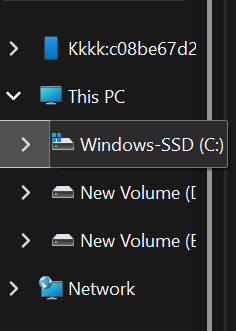 Kkkk:c08be67d2
This PC
Windows-SSD (C:)
New Volume (
New Volume (
Network